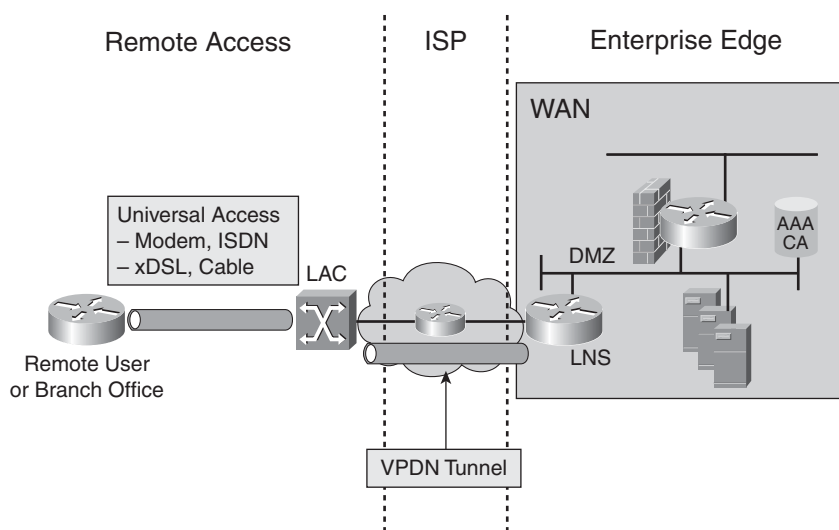 Remote Access
ISP
Enterprise Edge
WAN
Universal Access
– Modem, ISDN
– xDSL, Cable
LAC
AAA
CA
DMZ
LNS
Remote User
or Branch Office
VPDN Tunnel